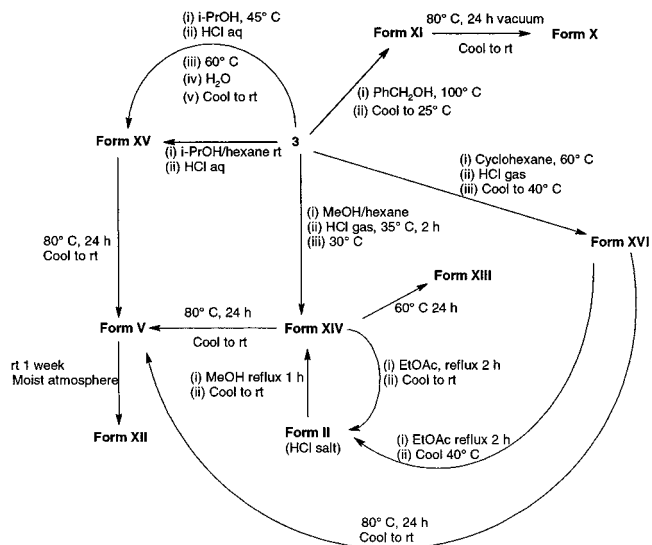 (i) i-PrOH, 45° C
(ii) HCl aq
(iii) 60° C
(iv) H₂O
(v) Cool to rt
80° C, 24 h vacuum
Form XI
Form X
Cool to rt
(i) PhCH₂OH, 100° C
(ii) Cool to 25° C
Form XV
3
(i) i-PrOH/hexane rt
(ii) HCl aq
(i) Cyclohexane, 60° C
(ii) HCl gas
(iii) Cool to 40° C
(i) MeOH/hexane
(ii) HCl gas, 35° C, 2 h
(iii) 30° C
Form XVI
80° C, 24 h
Cool to rt
Form XIII
60° C 24 h
80° C, 24 h
Form V
Form XIV
Cool to rt
rt 1 week
Moist atmosphere
(i) MeOH reflux 1 h
(ii) Cool to rt
(i) EtOAc, reflux 2 h
(ii) Cool to rt
Form XII
Form II
(HCl salt)
(i) EtOAc reflux 2 h
(ii) Cool 40° C
80° C, 24 h
Cool to rt